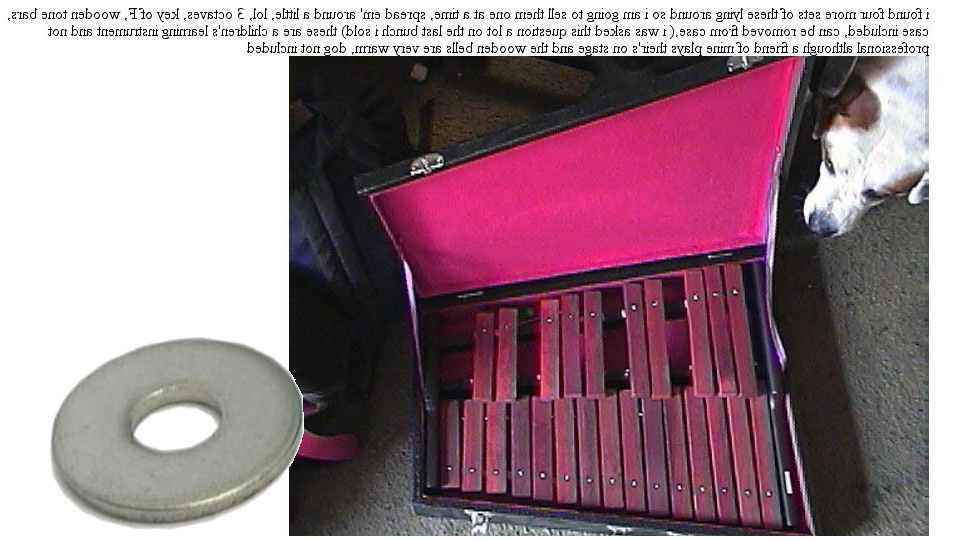 i found four more sets of these lying around so i am going to sell them one at a time, spread em' around a little, lol, 3 octaves, key of F, wooden tone bars,
case included, can be removed from case,( i was asked this question a lot on the last bunch i sold) these are a children's learning instrument and not
professional although a friend of mine plays their's on stage and the wooden bells are very warm, dog not included